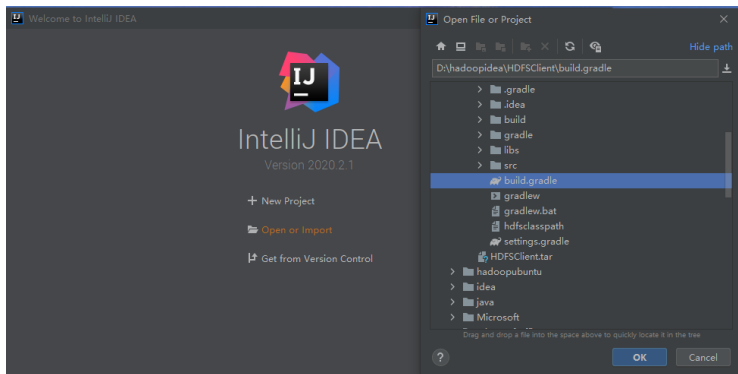 Welcome to IntelliJ IDEA
IJ
IntelliJ IDEA
Version 2020.2.1
New Project
Open or Import
Get from Version Control
Open File or Project
Hide path
D:\hadoopidea\HDFSClient\build.gradle
.gradle
.idea
build
gradle
libs
src
build.gradle
gradlew
gradlew.bat
hdfsclasspath
settings.gradle
HDFSClient.tar
hadoopubuntu
idea
java
Microsoft
Drag and drop a file into the space above to quickly locate it in the tree
?
OK
Cancel